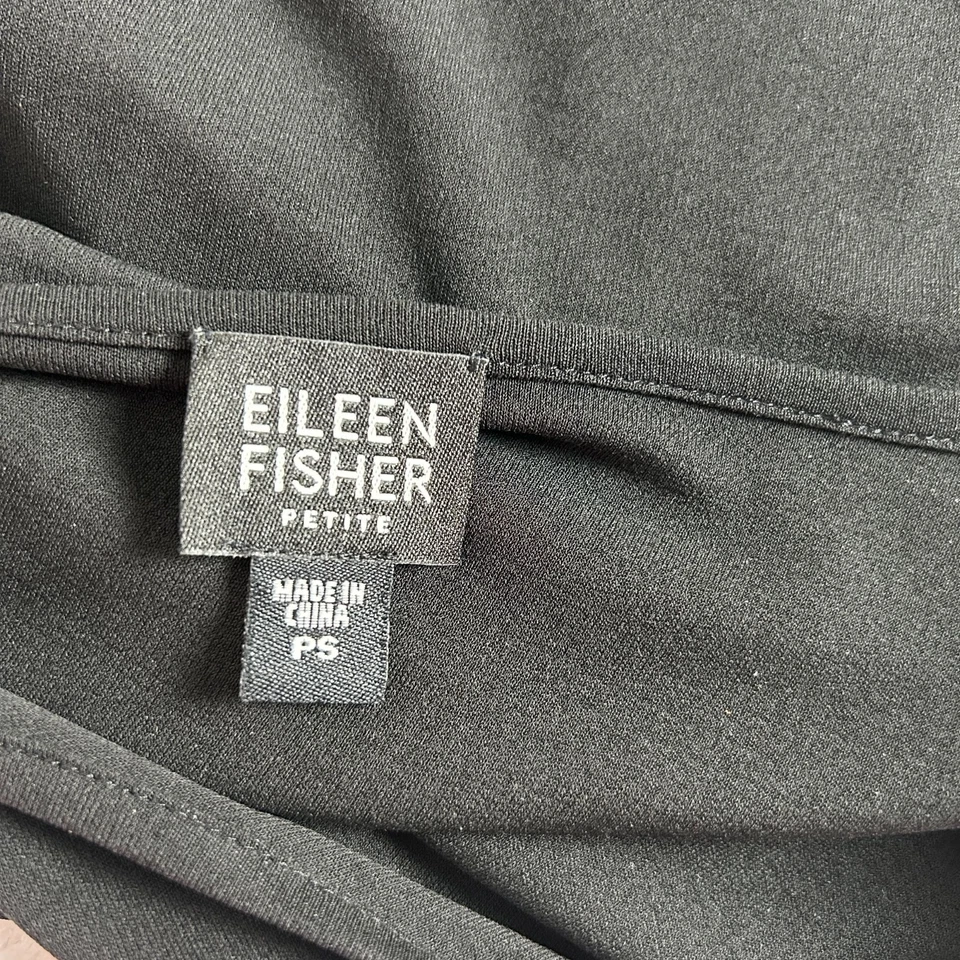 EILEEN
FISHER
PETITE
MADE IN
CHINA
PS